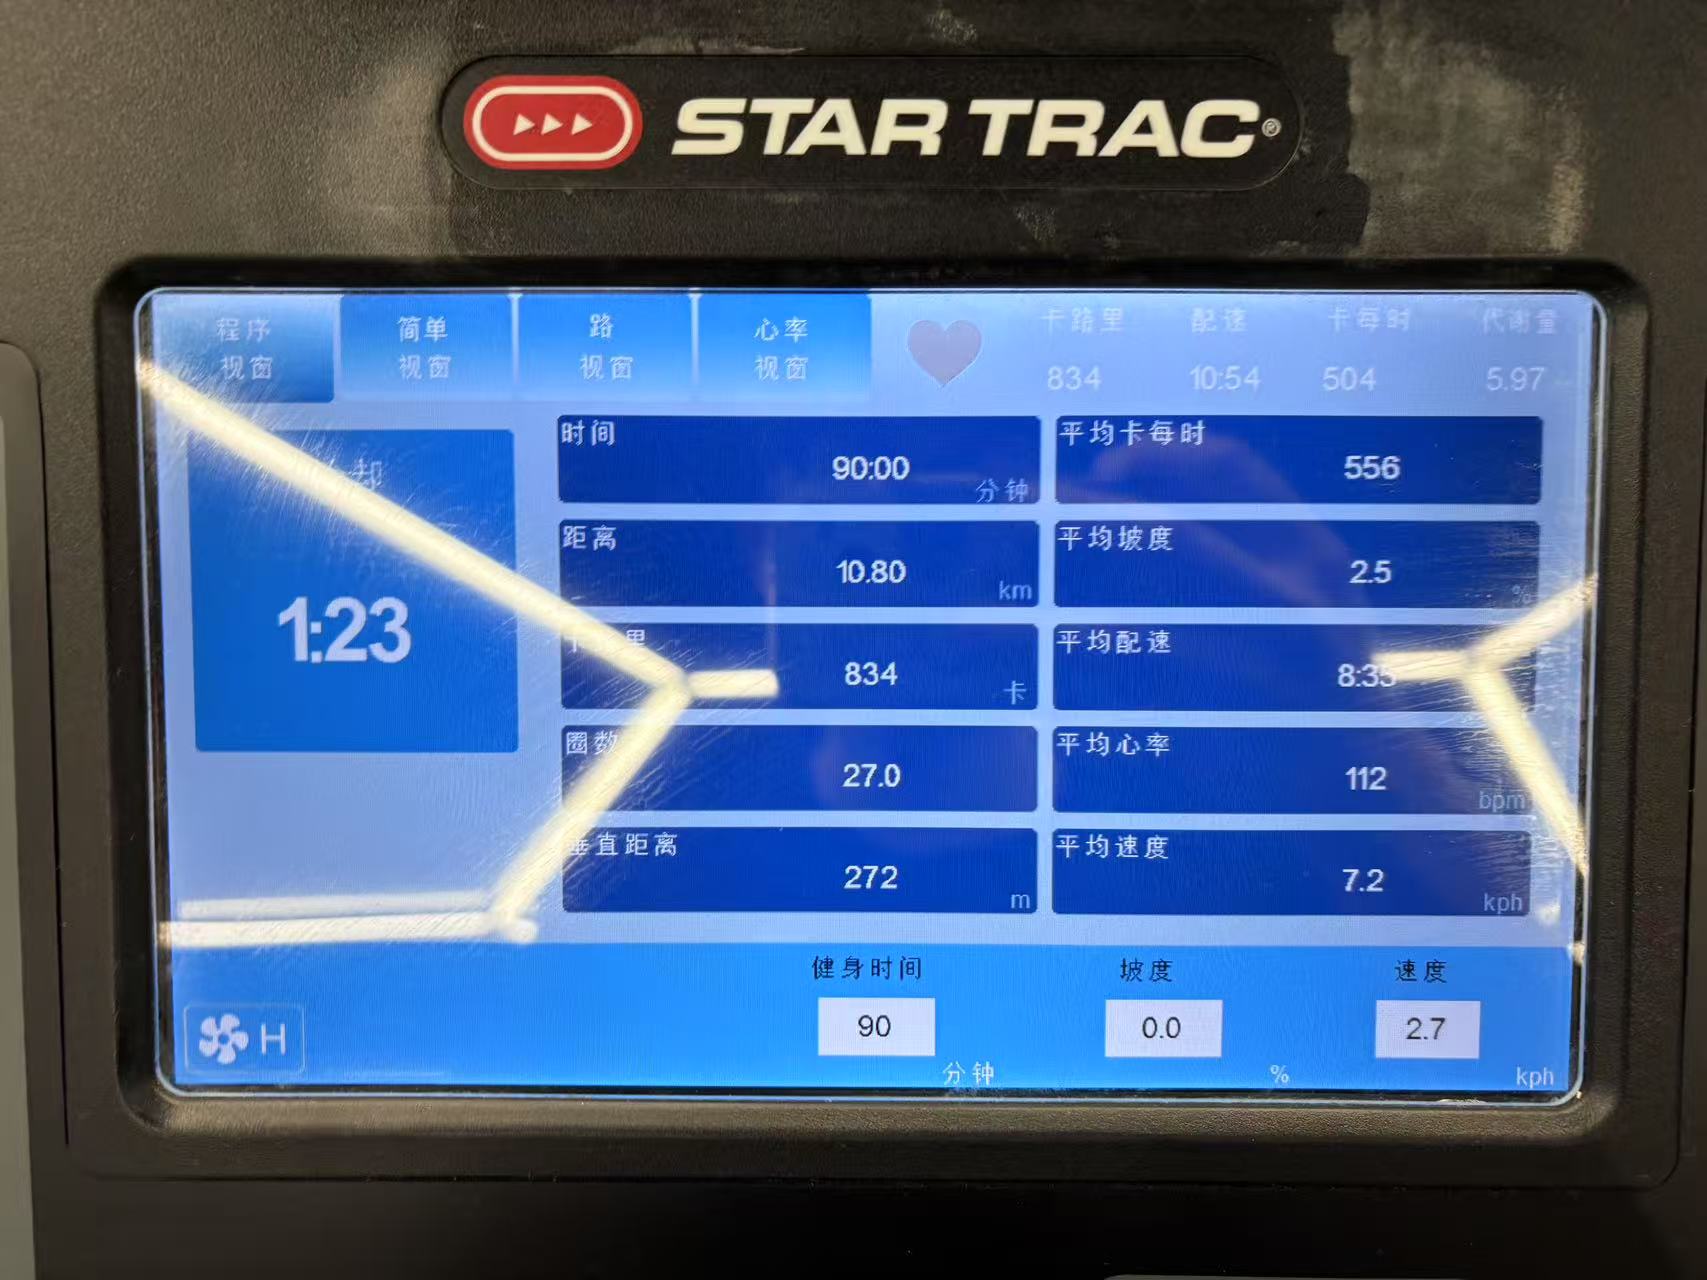 STAR TRAC®
程序 视窗
简单 视窗
路 视窗
心率 视窗
卡路里 834
配速 10:54
卡每时 504
代谢量 5.97
却
1:23
时间 90:00 分钟
平均卡每时 556
距离 10.80 km
平均坡度 2.5 %
里 834 卡
平均配速 8:35
圈数 27.0
平均心率 112 bpm
垂直距离 272 m
平均速度 7.2 kph
H
健身时间 90 分钟
坡度 0.0 %
速度 2.7 kph